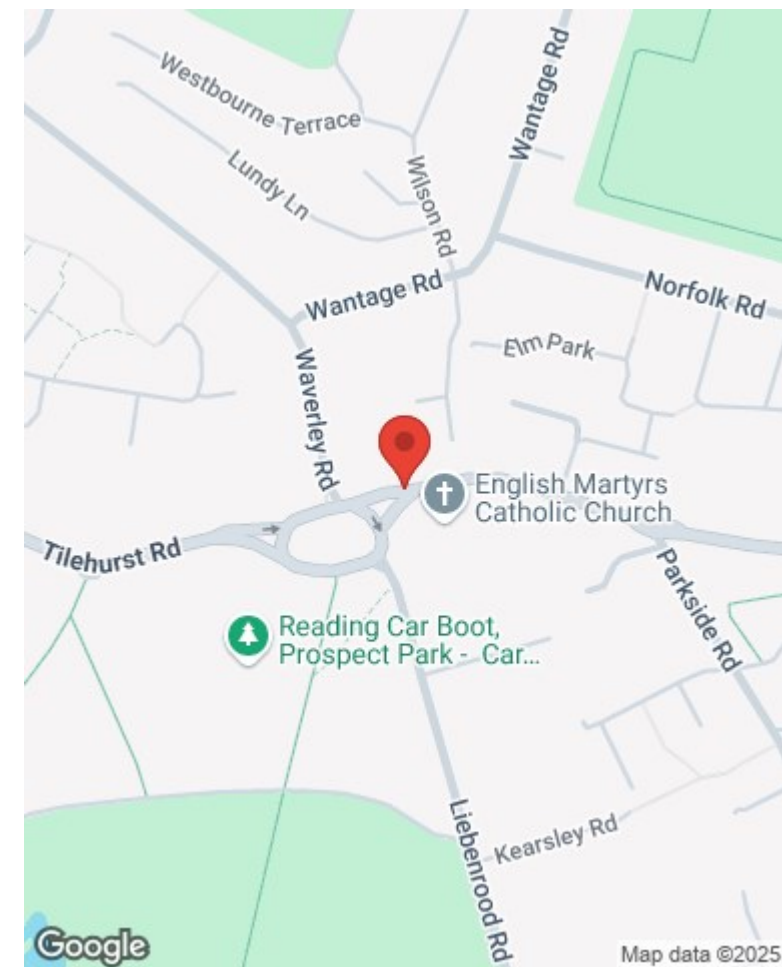 Westbourne Terrace
Wantage Rd
Lundy Ln
Wilson Rd
Wantage Rd
Norfolk Rd
Elm Park
Waverley Rd
English Martyrs
Catholic Church
Tilehurst Rd
Parkside Rd
Reading Car Boot,
Prospect Park - Car...
Kearsley Rd
Liebenrood Rd
Google
Map data ©2025